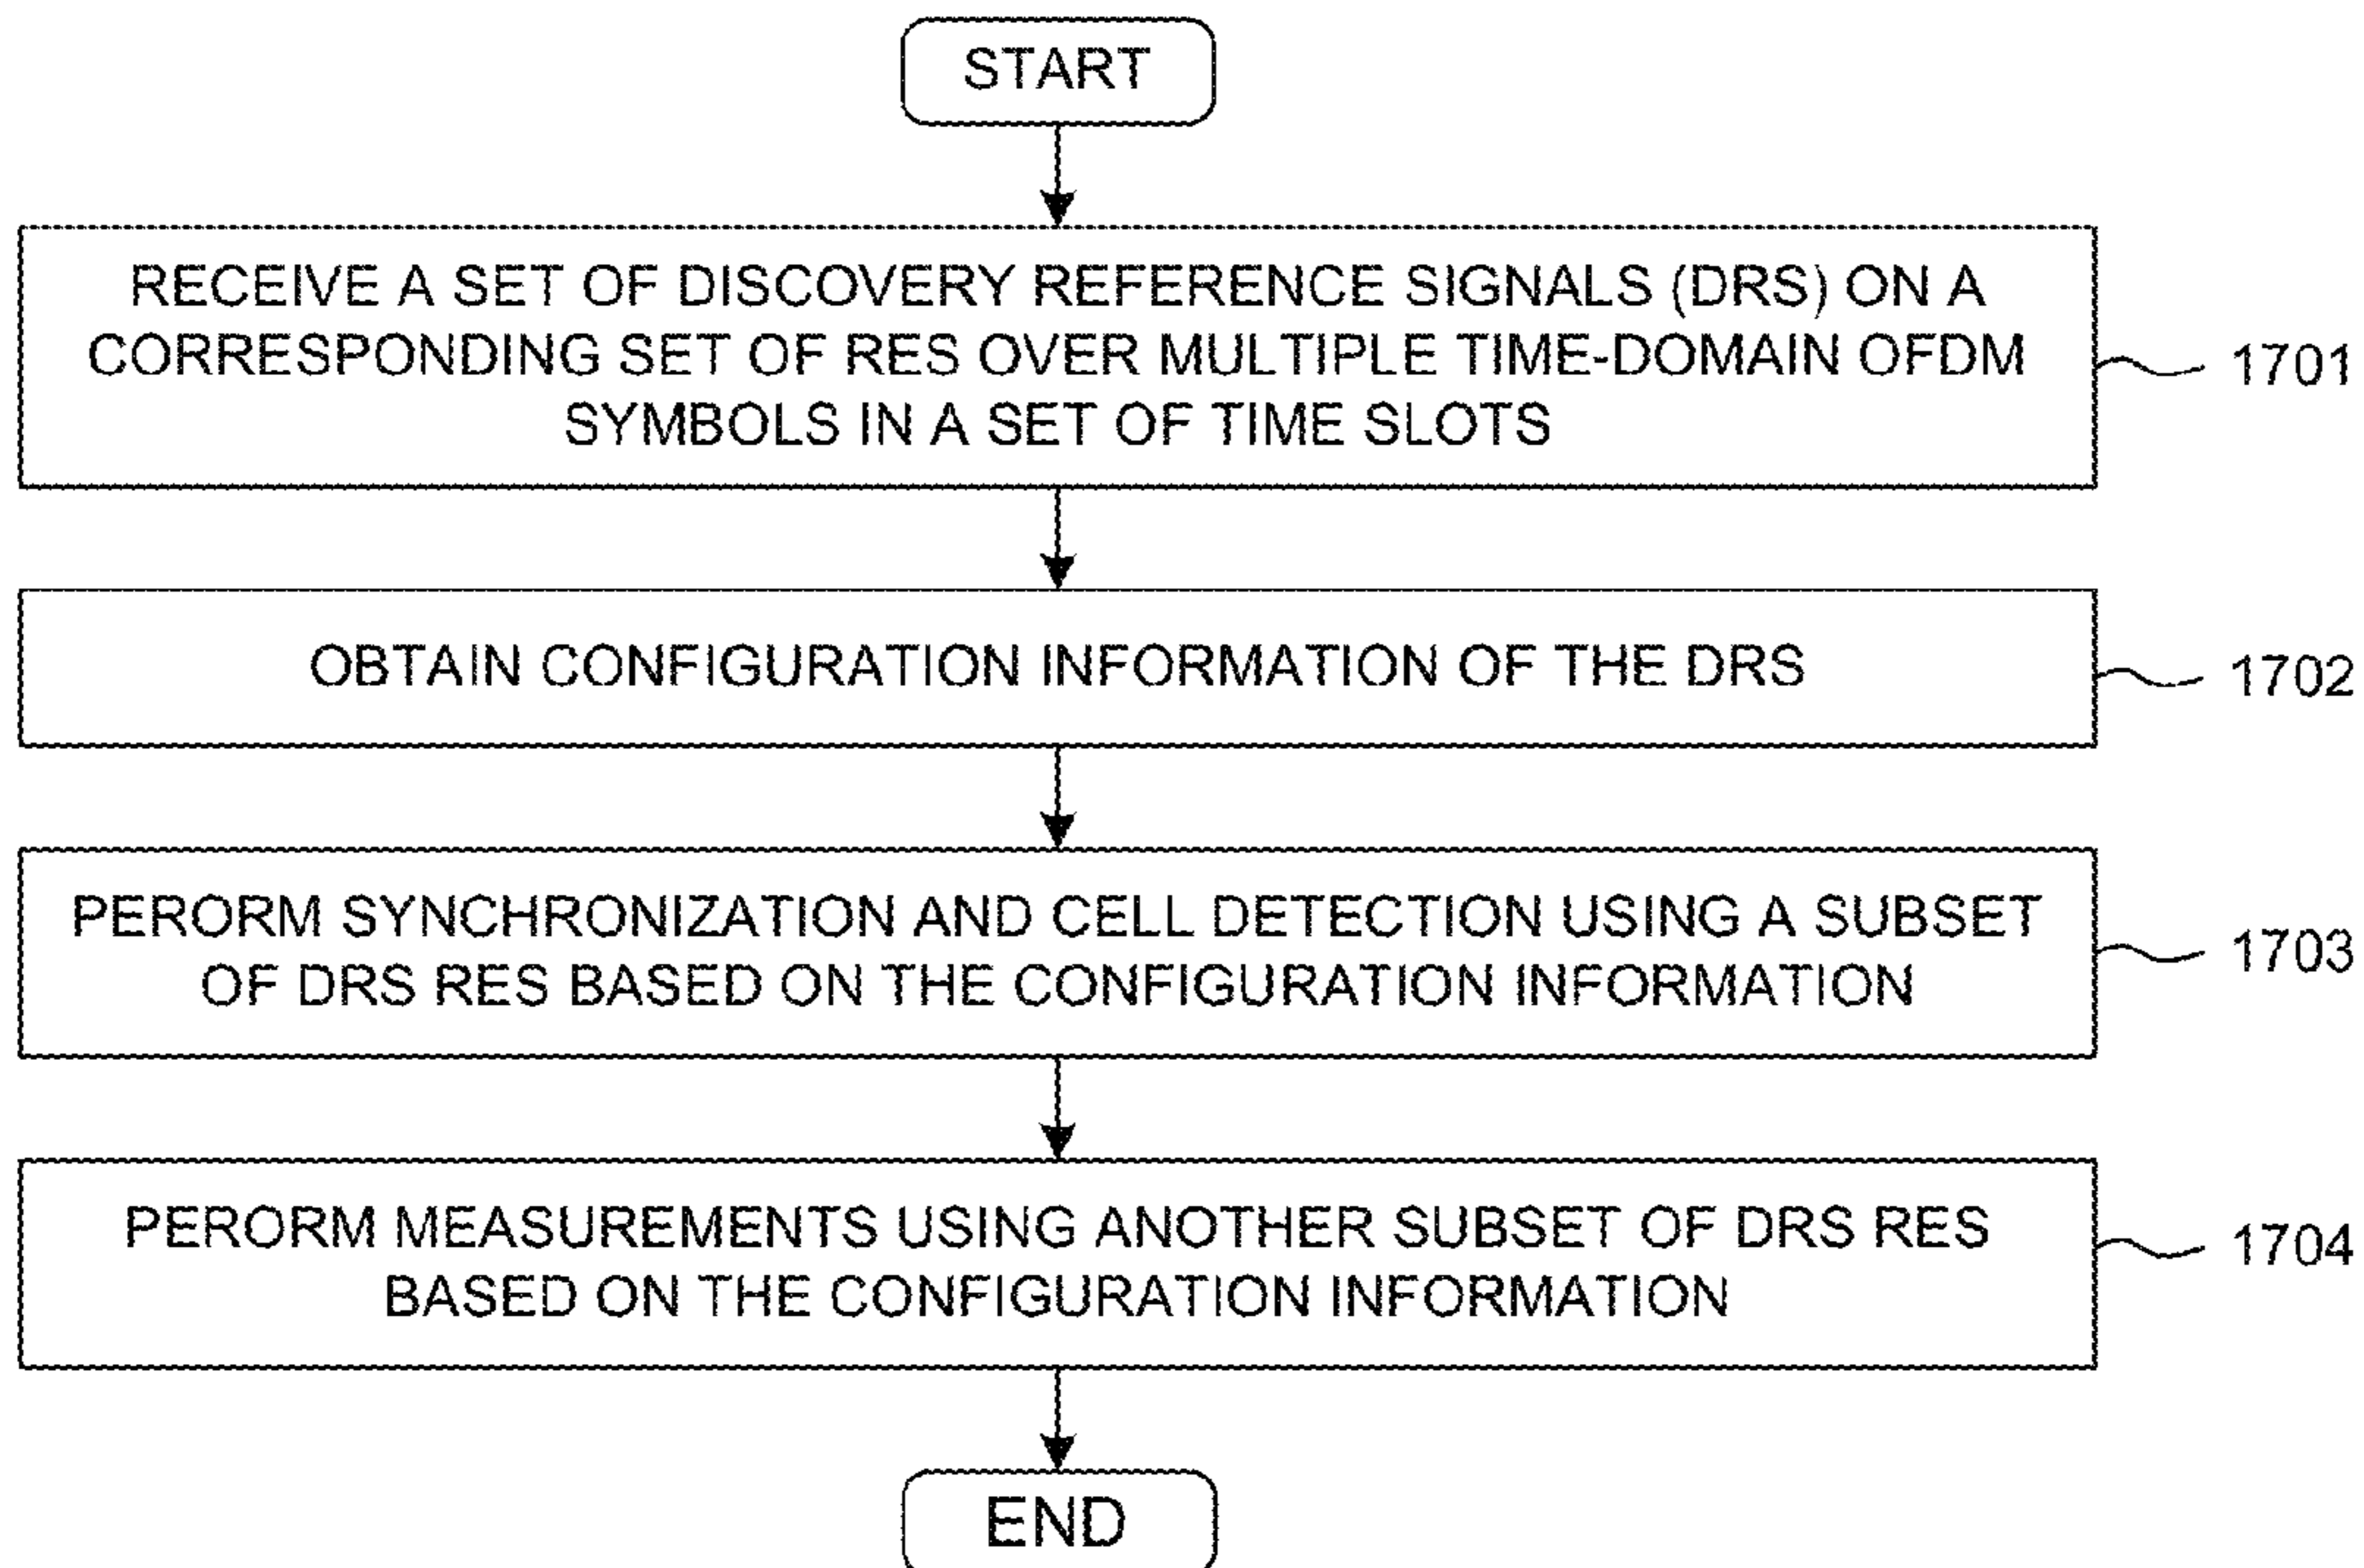 START
RECEIVE A SET OF DISCOVERY REFERENCE SIGNALS (DRS) ON A
CORRESPONDING SET OF RES OVER MULTIPLE TIME-DOMAIN OFDM
SYMBOLS IN A SET OF TIME SLOTS
1701
OBTAIN CONFIGURATION INFORMATION OF THE DRS
1702
PERORM SYNCHRONIZATION AND CELL DETECTION USING A SUBSET
OF DRS RES BASED ON THE CONFIGURATION INFORMATION
1703
PERORM MEASUREMENTS USING ANOTHER SUBSET OF DRS RES
BASED ON THE CONFIGURATION INFORMATION
1704
END